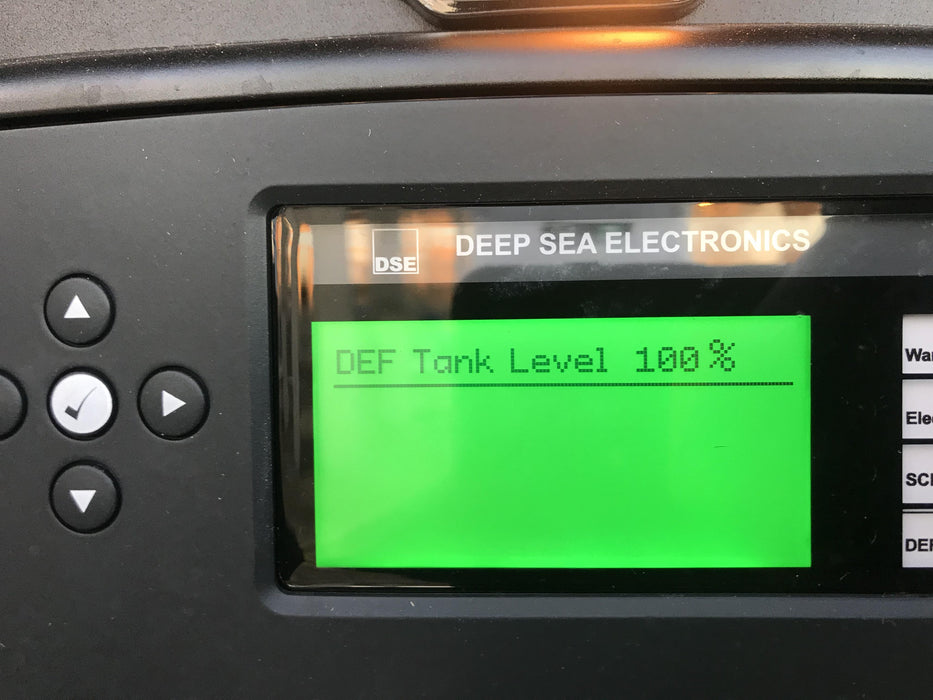 DSE
DEEP SEA ELECTRONICS
DEF Tank Level 100%